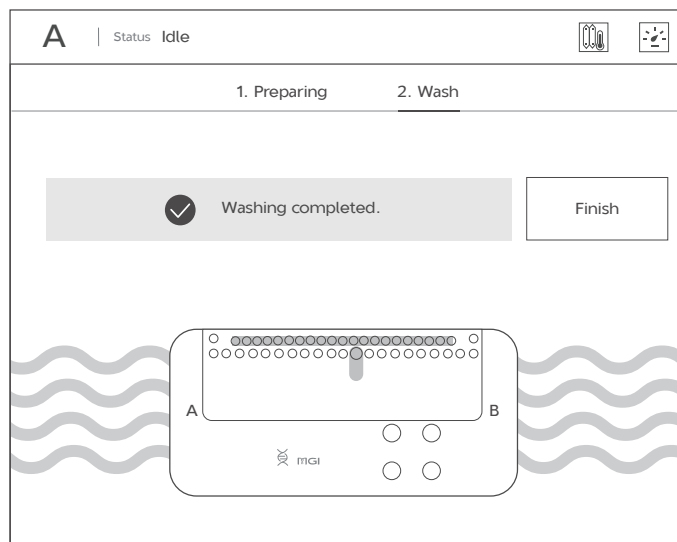 A Status Idle
1. Preparing 2. Wash
Washing completed. Finish
A B
mGI